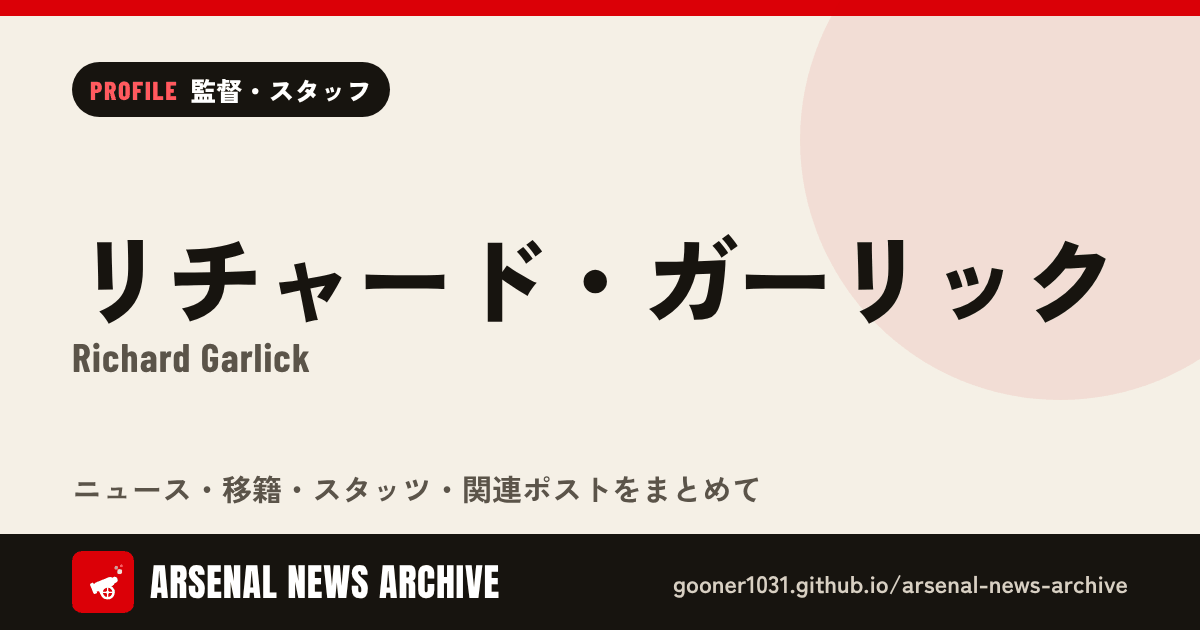 PROFILE 監督・スタッフ
リチャード・ガーリック
Richard Garlick
ニュース・移籍・スタッツ・関連ポストをまとめて
ARSENAL NEWS ARCHIVE
gooner1031.github.io/arsenal-news-archive